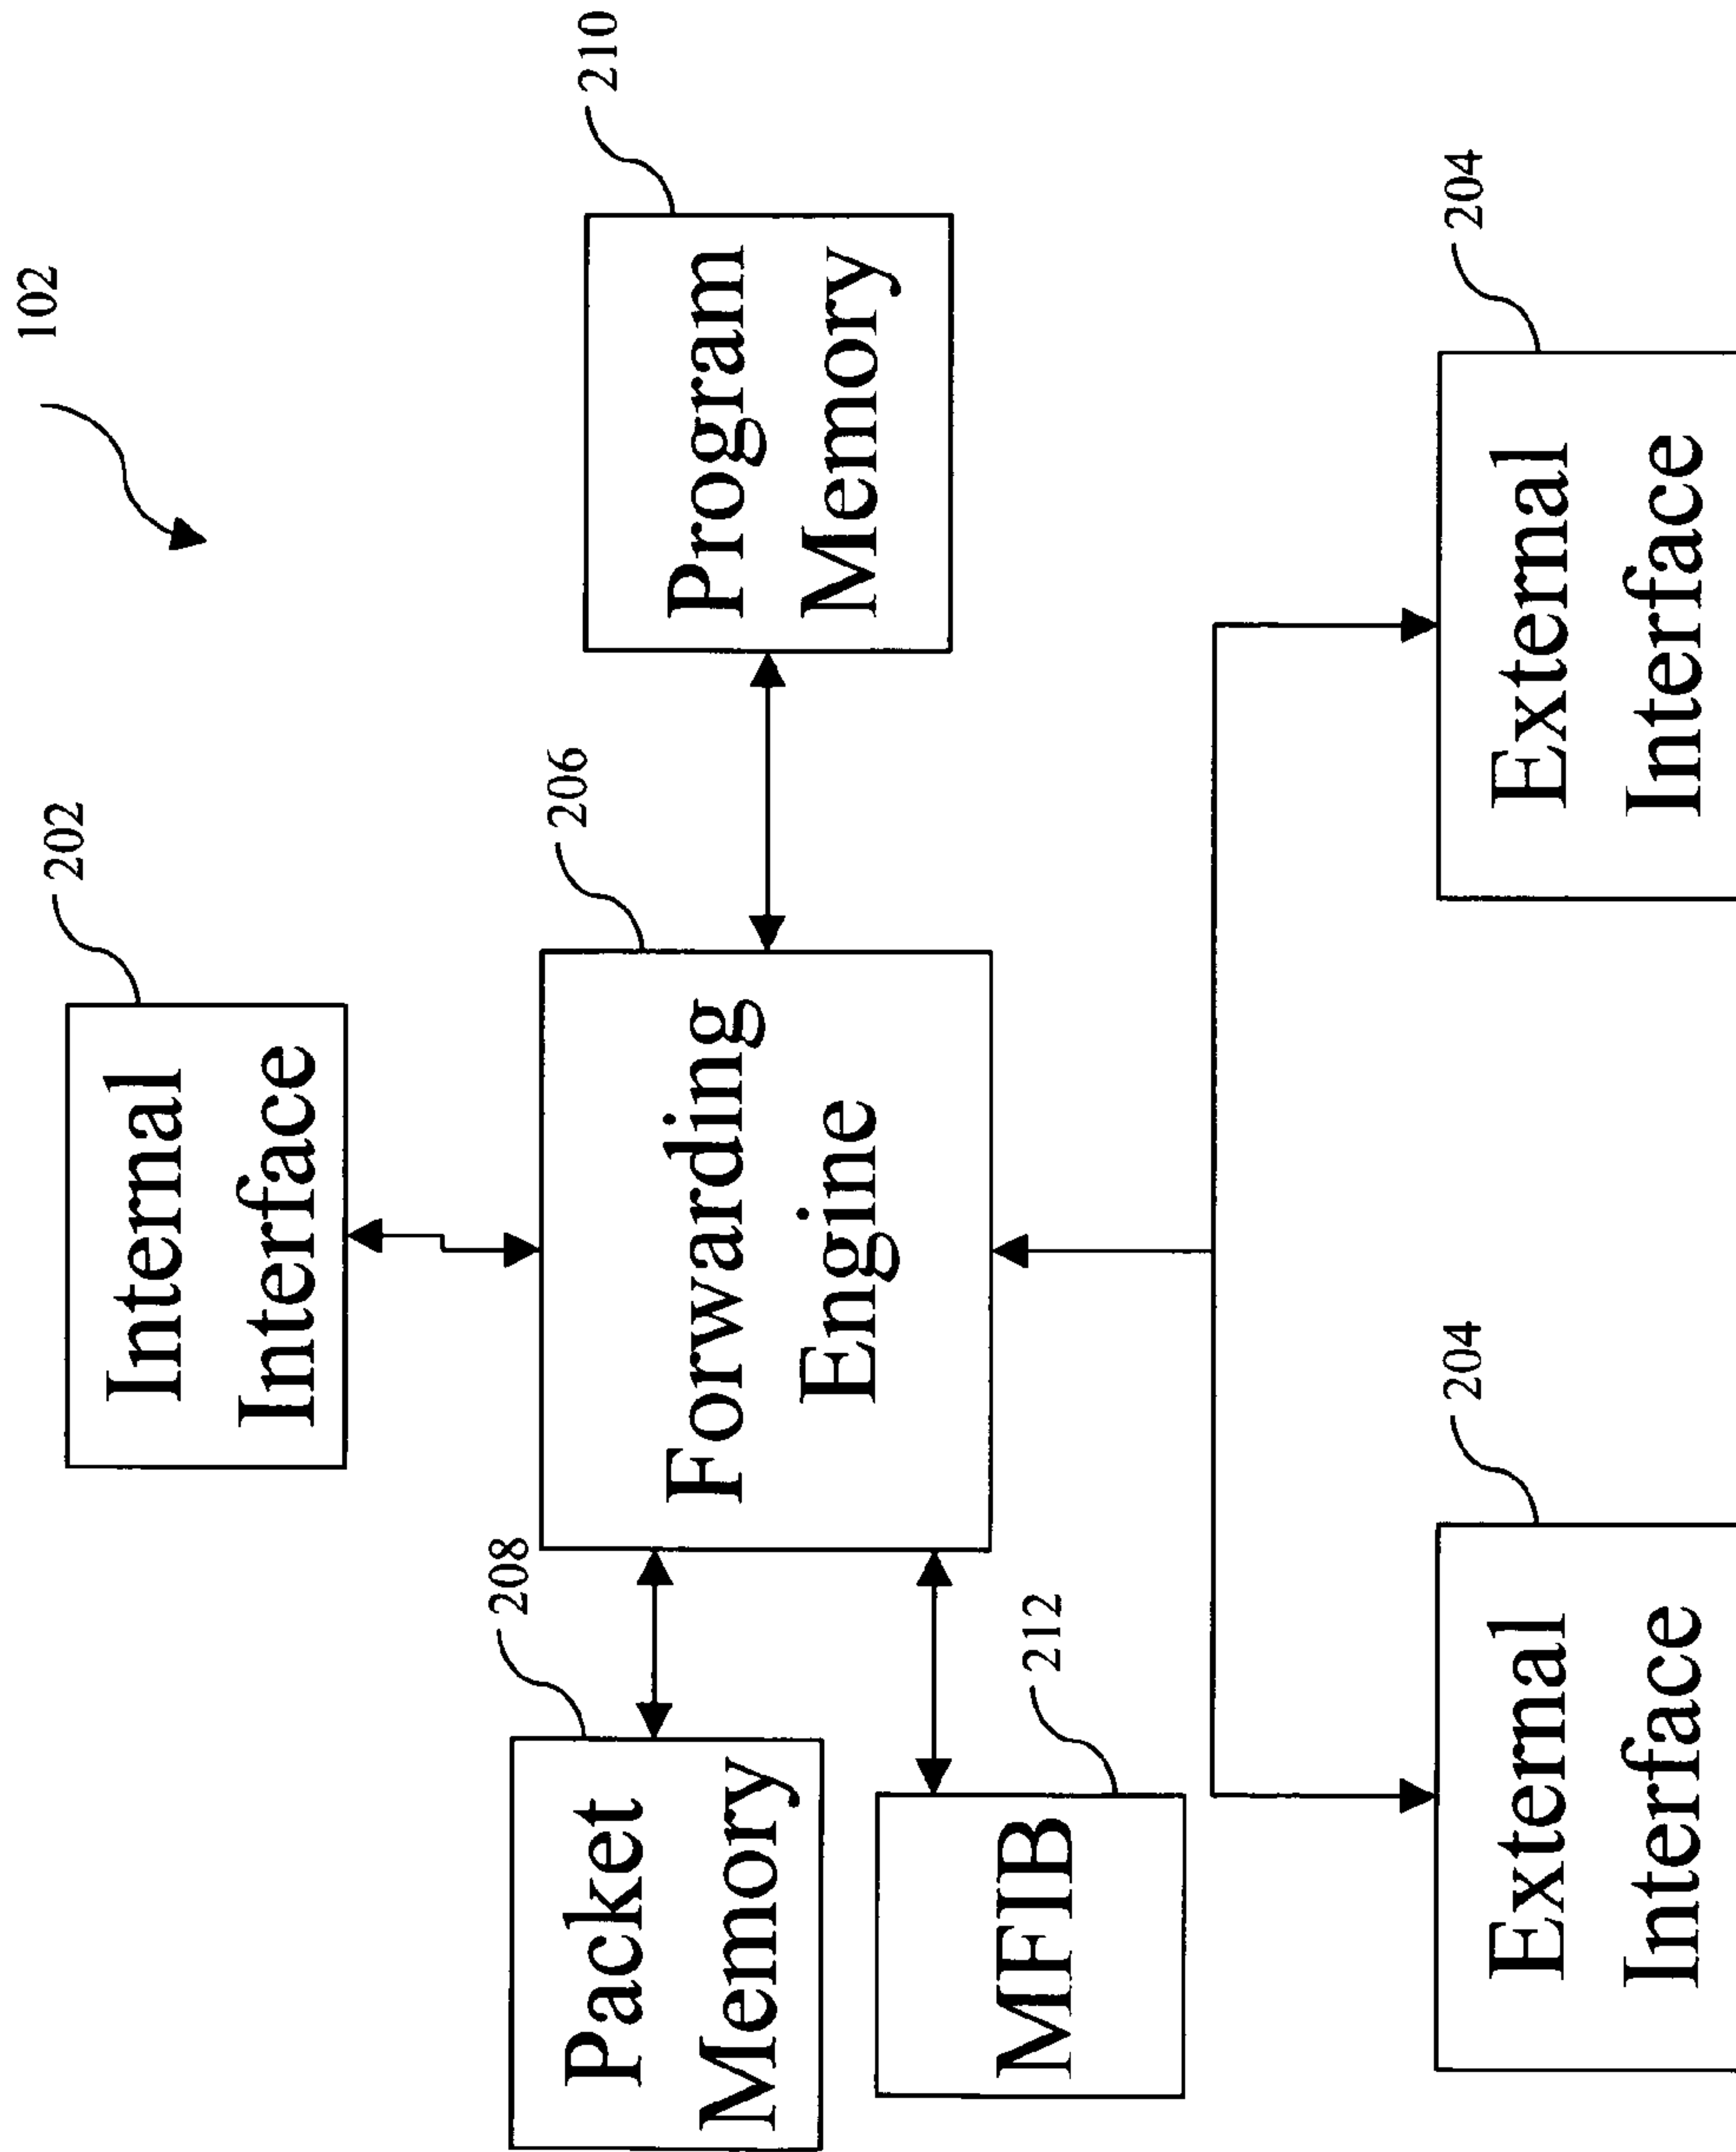 102
202
Internal
Interface
208
206
210
Packet
Memory
Forwarding
Engine
Program
Memory
212
MFIB
204
204
External
Interface
External
Interface